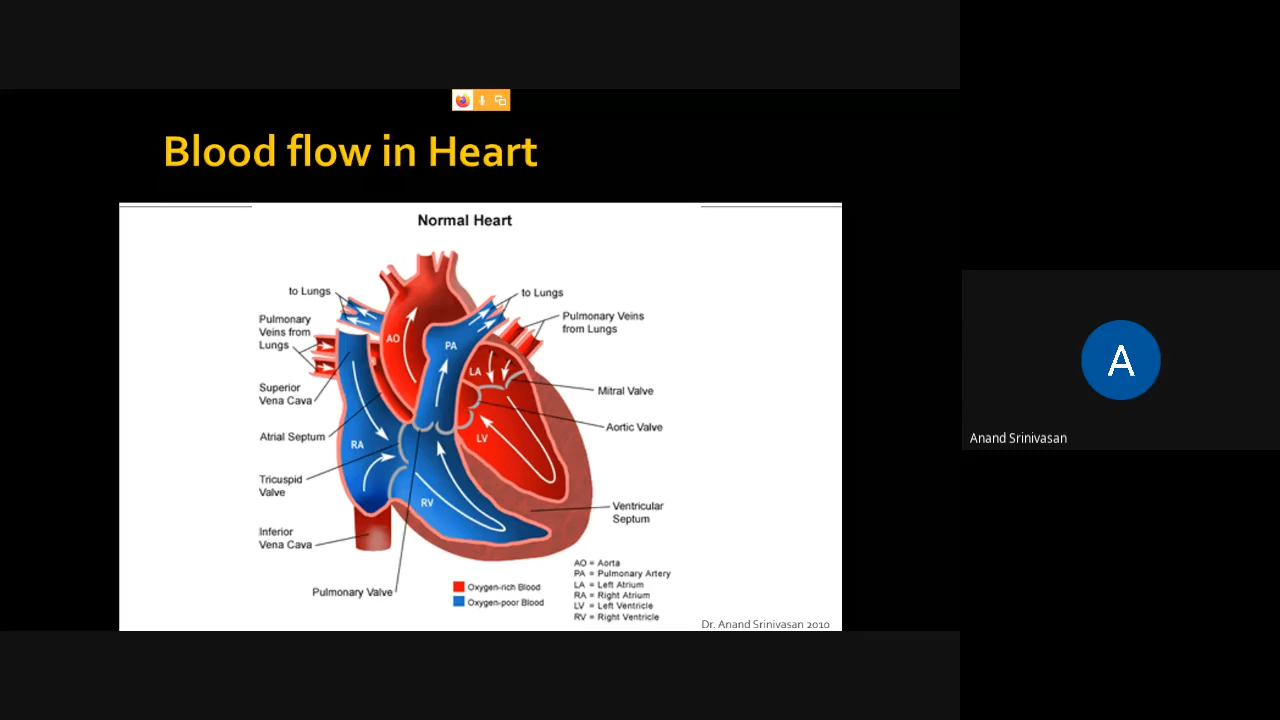 Blood flow in Heart
Normal Heart
to Lungs
to Lungs
Pulmonary
Veins from
Lungs
Pulmonary Veins
from Lungs
AO
PA
LA
Superior
Vena Cava
Mitral Valve
Aortic Valve
Atrial Septum
RA
LV
Tricuspid
Valve
RV
Ventricular
Septum
Inferior
Vena Cava
Pulmonary Valve
Oxygen-rich Blood
Oxygen-poor Blood
AO = Aorta
PA = Pulmonary Artery
LA = Left Atrium
RA = Right Atrium
LV = Left Ventricle
RV = Right Ventricle
Dr. Anand Srinivasan 2010
A
Anand Srinivasan